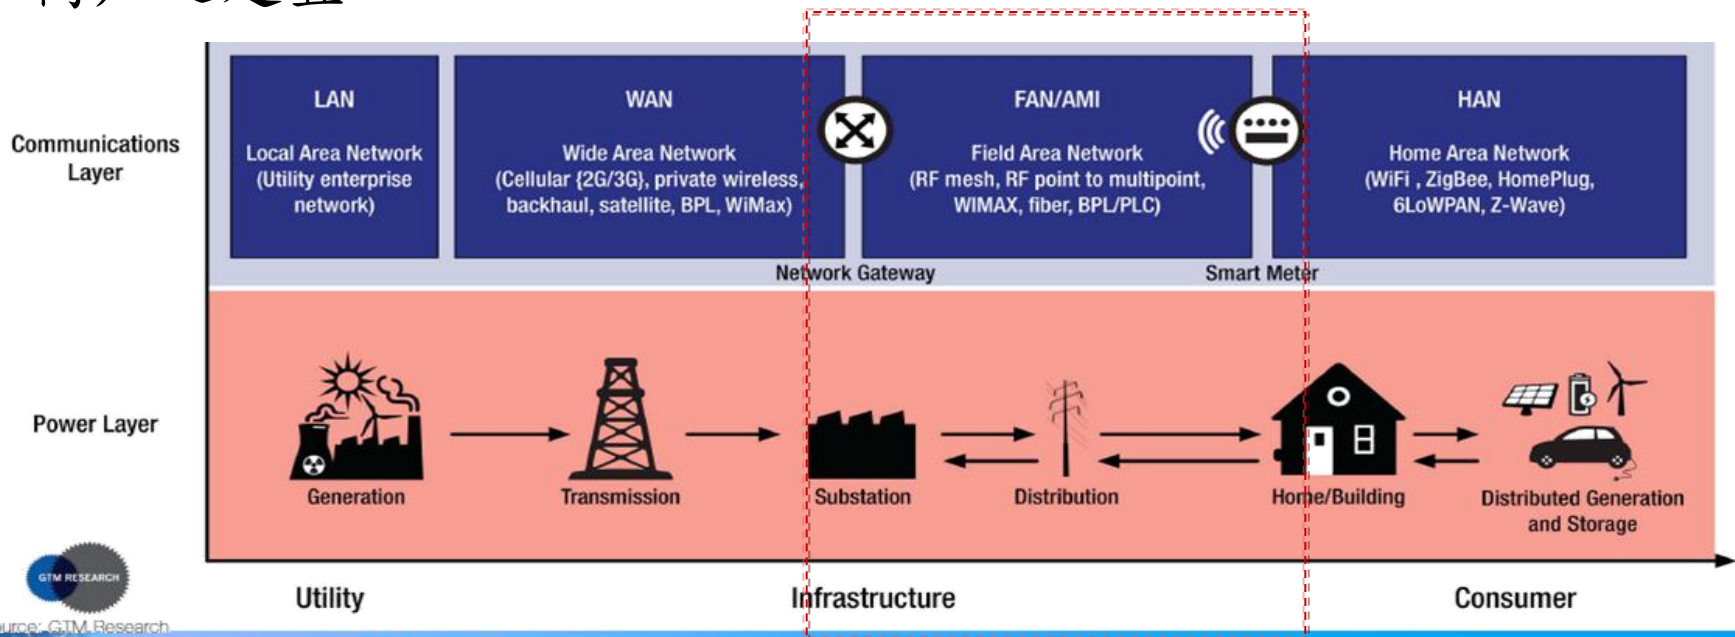 Communications
Layer
LAN
Local Area Network
(Utility enterprise
network)
WAN
Wide Area Network
(Cellular {2G/3G}, private wireless,
backhaul, satellite, BPL, WiMax)
FAN/AMI
Field Area Network
(RF mesh, RF point to multipoint,
WIMAX, fiber, BPL/PLC)
HAN
Home Area Network
(WiFi , ZigBee, HomePlug,
6LoWPAN, Z-Wave)
Network Gateway
Smart Meter
Power Layer
Generation
Transmission
Substation
Distribution
Home/Building
Distributed Generation
and Storage
GTM RESEARCH
Utility
Infrastructure
Consumer
GTM Research